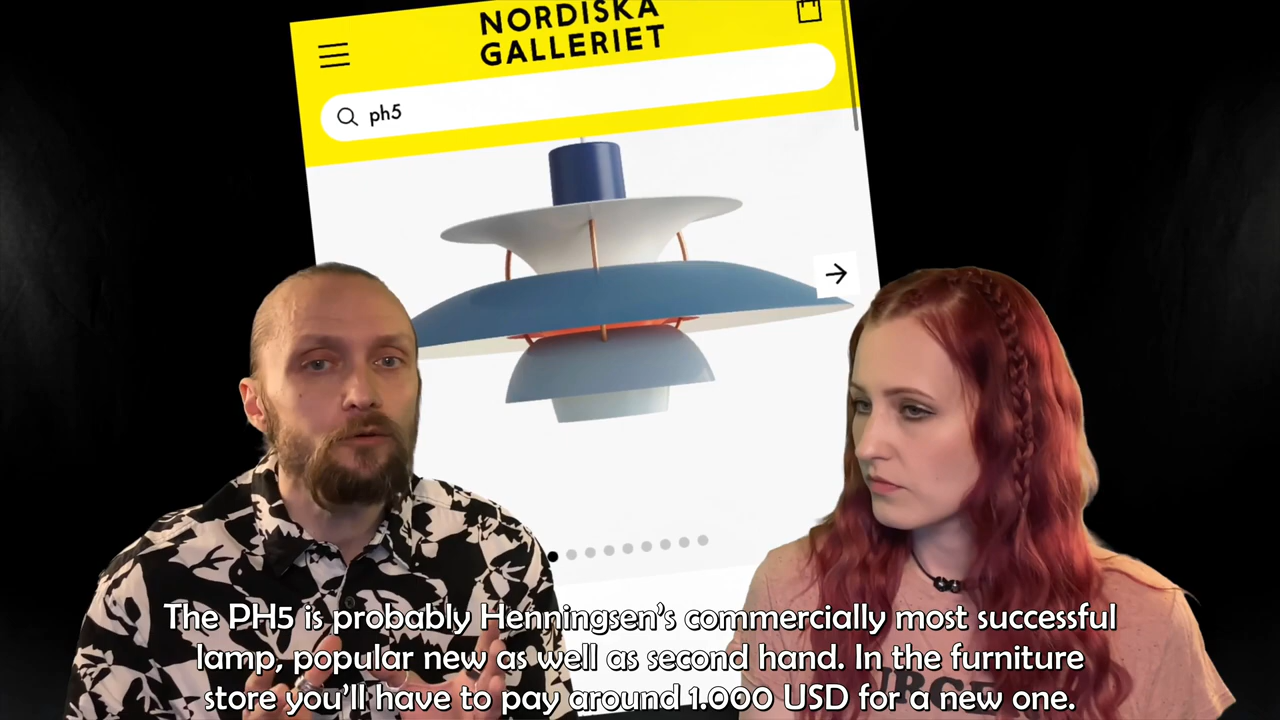 NORDISKA
GALLERIET
ph5
The PH5 is probably Henningsen's commercially most successful
lamp, popular new as well as second hand. In the furniture
store you'll have to pay around 1.000 USD for a new one.